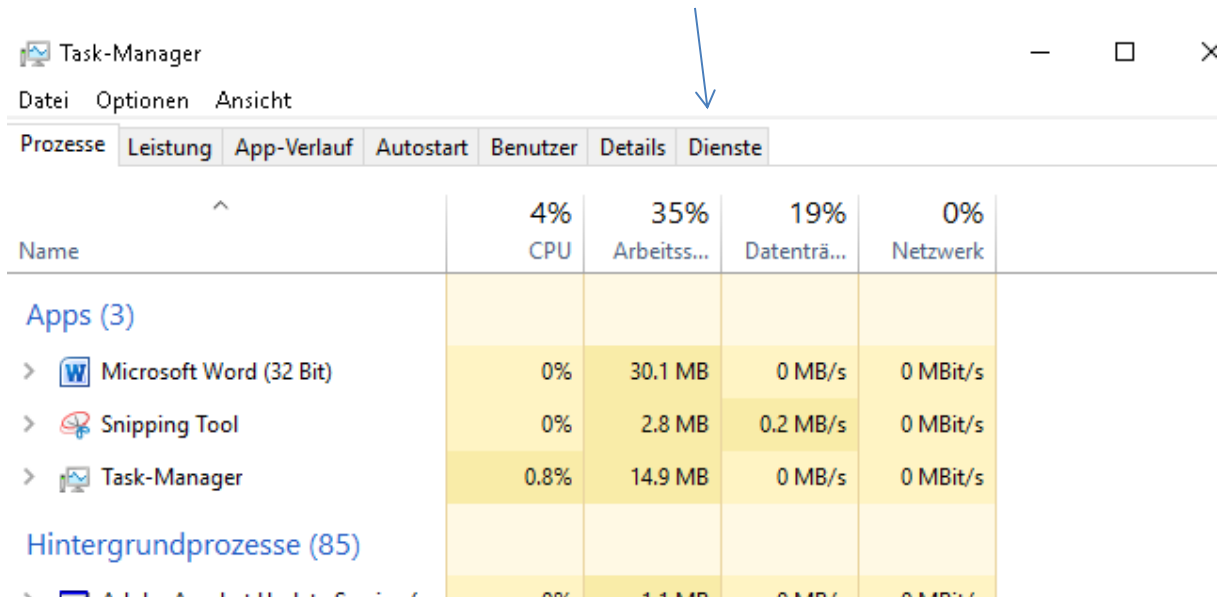 Task-Manager
Datei Optionen Ansicht
Prozesse Leistung App-Verlauf Autostart Benutzer Details Dienste
4% 35% 19% 0%
Name CPU Arbeitss... Datenträ... Netzwerk
Apps (3)
Microsoft Word (32 Bit) 0% 30.1 MB 0 MB/s 0 MBit/s
Snipping Tool 0% 2.8 MB 0.2 MB/s 0 MBit/s
Task-Manager 0.8% 14.9 MB 0 MB/s 0 MBit/s
Hintergrundprozesse (85)